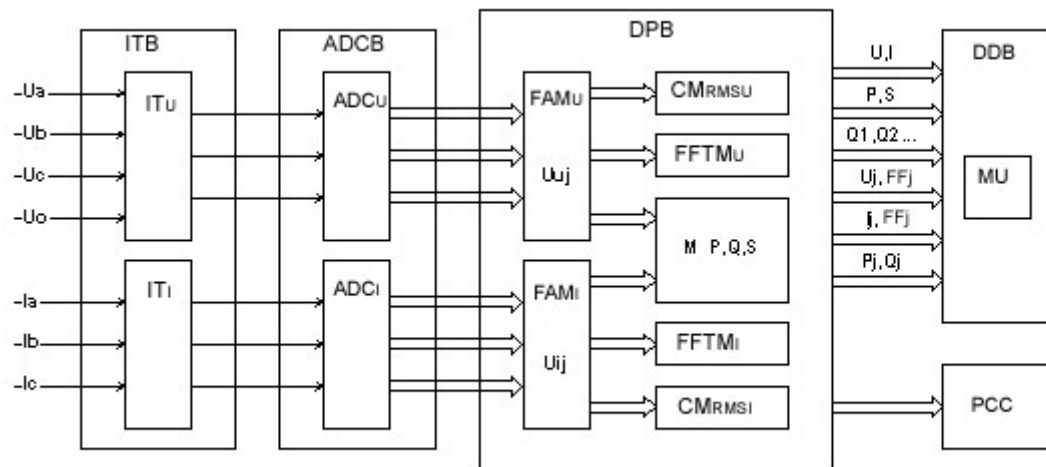 ITB
ADCB
DPB
DDB
U,I
P,S
Q1,Q2...
Uj,FFj
Ij,FFj
Pj,Qj
-Ua
-Ub
-Uc
-Uo
ITU
ADCU
FAMU
Uuj
CMRMSU
FFTMU
M P,Q,S
MU
-Ia
-Ib
-Ic
ITI
ADCI
FAMI
Uij
FFTMI
CMRMSI
PCC